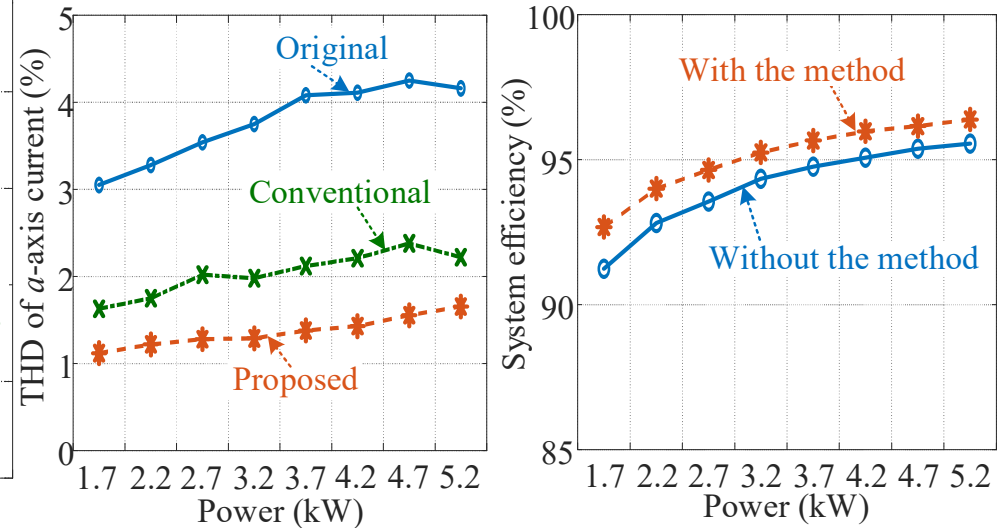 THD of a-axis current (%)
5
4
3
2
1
0
Original
Conventional
Proposed
1.7 2.2 2.7 3.2 3.7 4.2 4.7 5.2
Power (kW)
System efficiency (%)
100
95
90
85
With the method
Without the method
1.7 2.2 2.7 3.2 3.7 4.2 4.7 5.2
Power (kW)